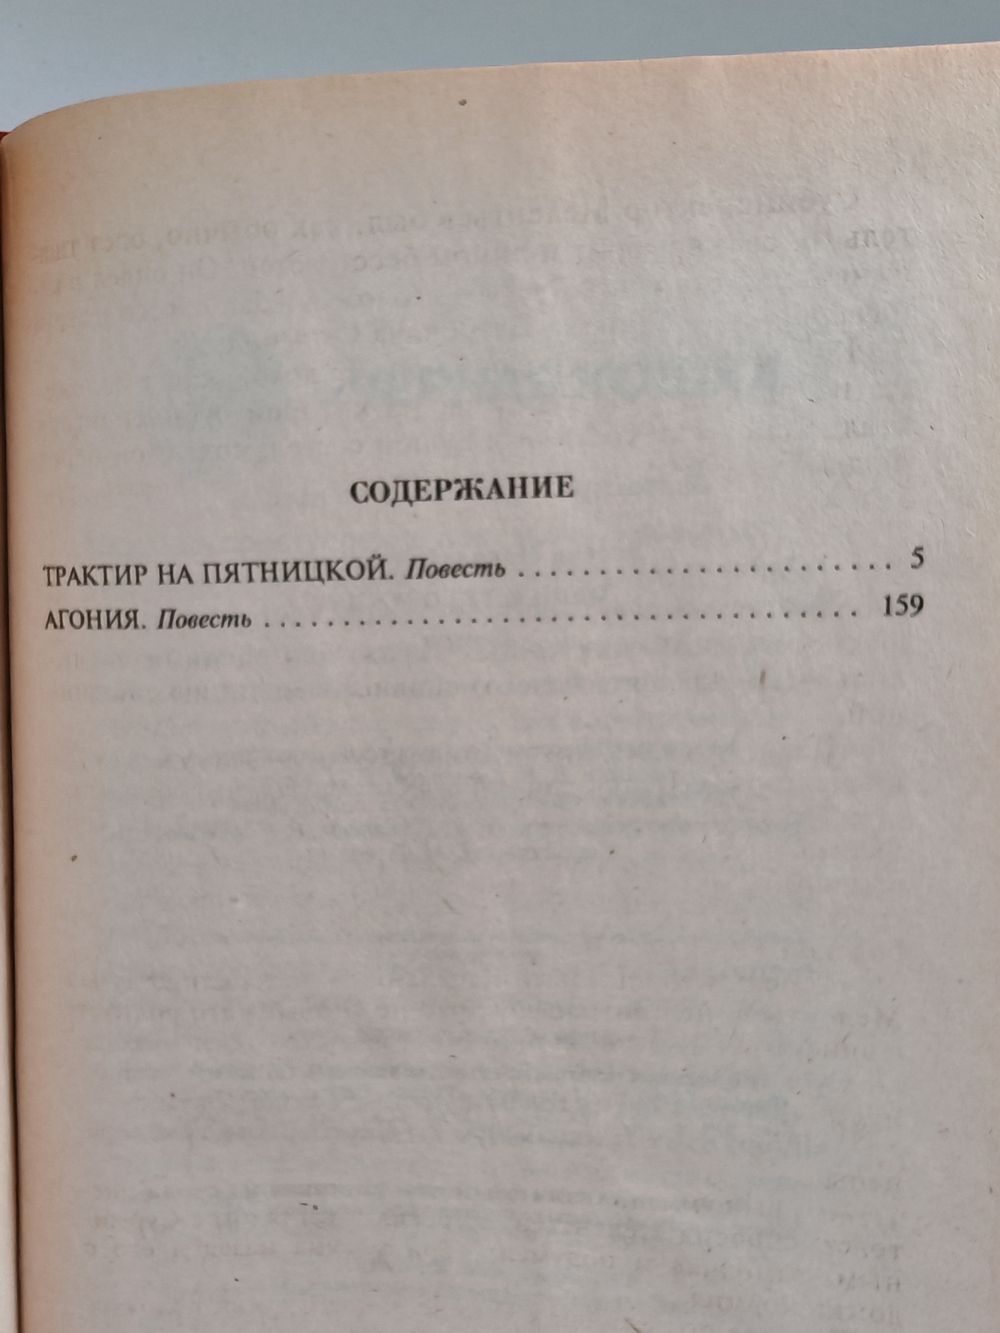 СОДЕРЖАНИЕ
ТРАКТИР НА ПЯТНИЦКОЙ. Повесть . . . . . . . . . . . . . . . . . . . . . . . . 5
АГОНИЯ. Повесть . . . . . . . . . . . . . . . . . . . . . . . . . . . . . . . . . . . . . 159